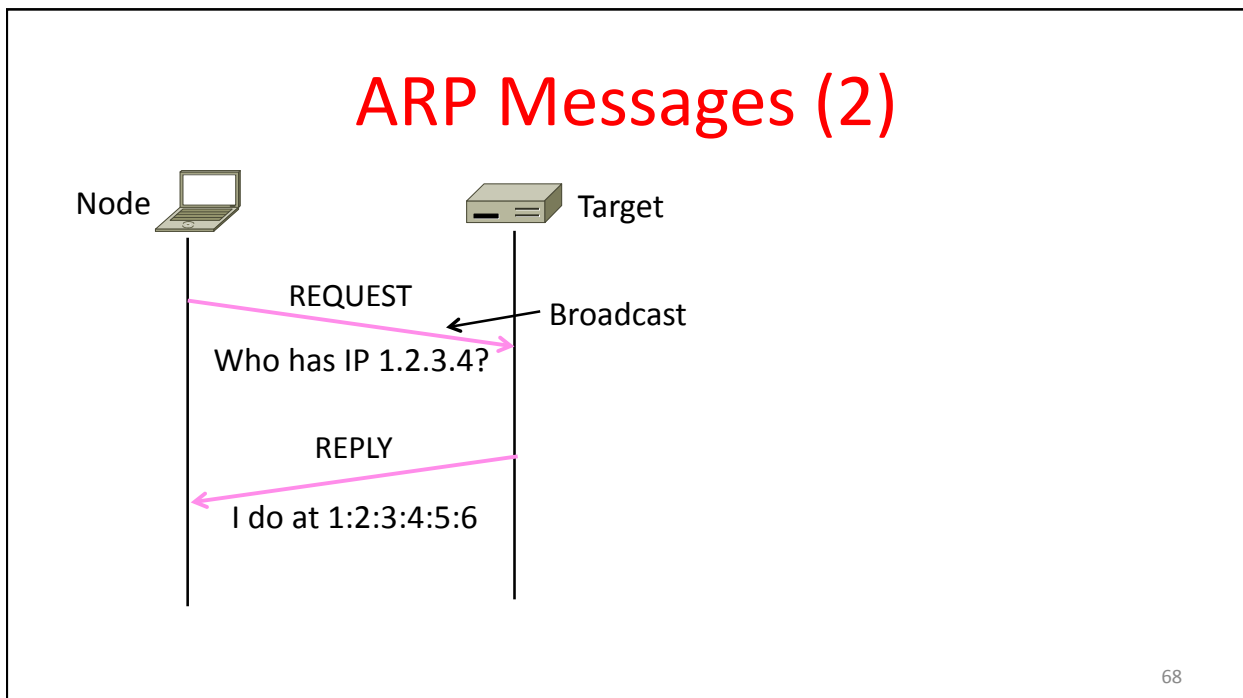 ARP Messages (2)
Node
Target
REQUEST
Broadcast
Who has IP 1.2.3.4?
REPLY
I do at 1:2:3:4:5:6
68